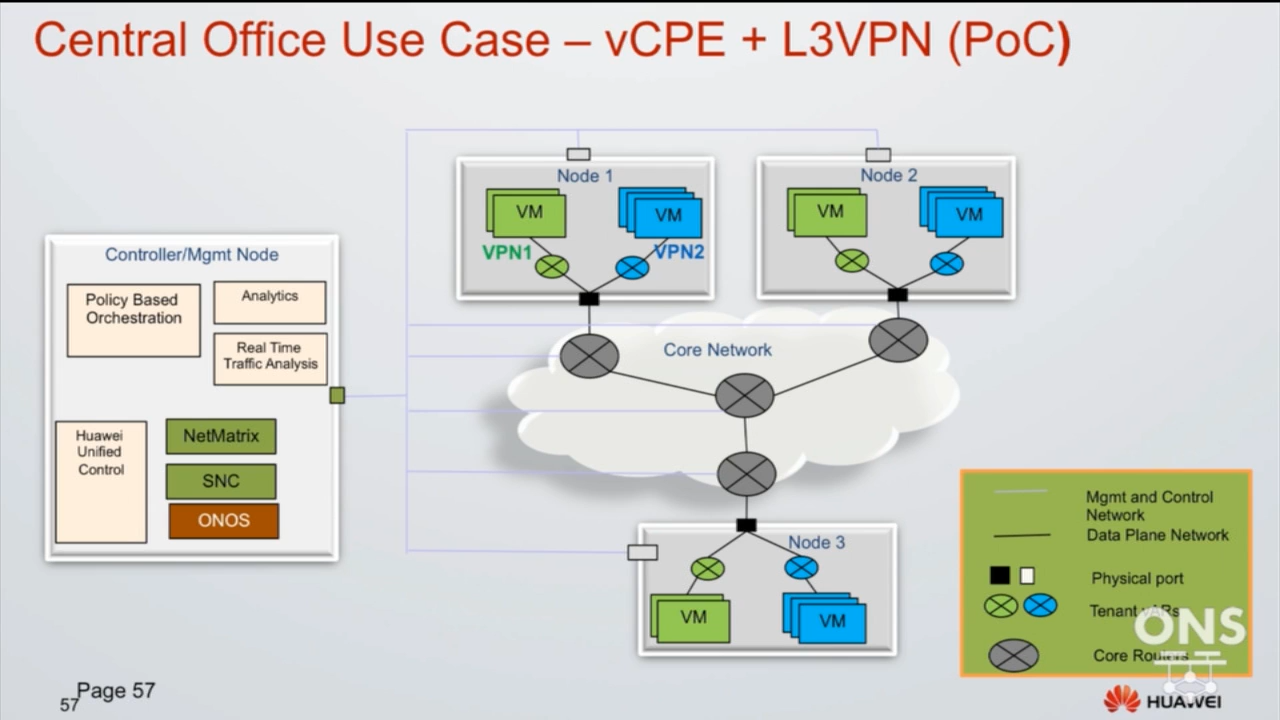 Central Office Use Case – vCPE + L3VPN (PoC)
Node 1
VM
VM
VPN1
VPN2
Node 2
VM
VM
Controller/Mgmt Node
Policy Based
Orchestration
Analytics
Real Time
Traffic Analysis
Huawei
Unified
Control
NetMatrix
SNC
ONOS
Core Network
Node 3
VM
VM
Mgmt and Control
Network
Data Plane Network
Physical port
Tenant vARs
Core Routers
ONS
HUAWEI
Page 57
57